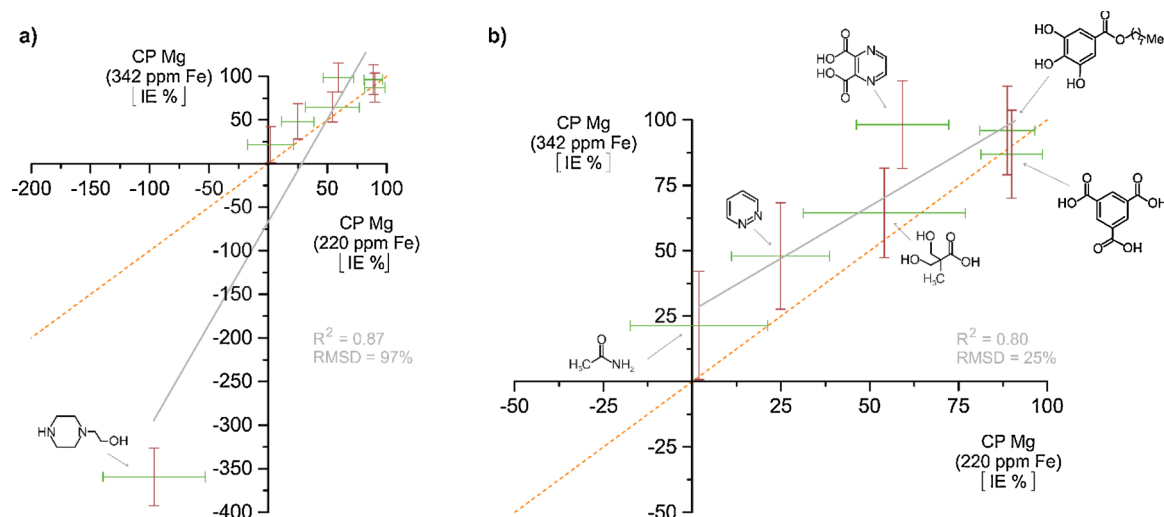 a)
CP Mg
(342 ppm Fe)
[IE %]
100
50
-200
-150
-100
-50
0
50
100
-50
-100
-150
-200
-250
-300
-350
-400
CP Mg
(220 ppm Fe)
[IE %]
R² = 0.87
RMSD = 97%
HN
N
OH
b)
CP Mg
(342 ppm Fe)
[IE %]
100
75
50
25
-50
-25
0
25
50
75
100
-25
-50
CP Mg
(220 ppm Fe)
[IE %]
R² = 0.80
RMSD = 25%
O
HO
N
HO
N
O
HO
O
O
Me
7
HO
HO
N
N
HO
O
HO
OH
CH₃
O
H₃C
NH₂
O
O
HO
OH
O
OH